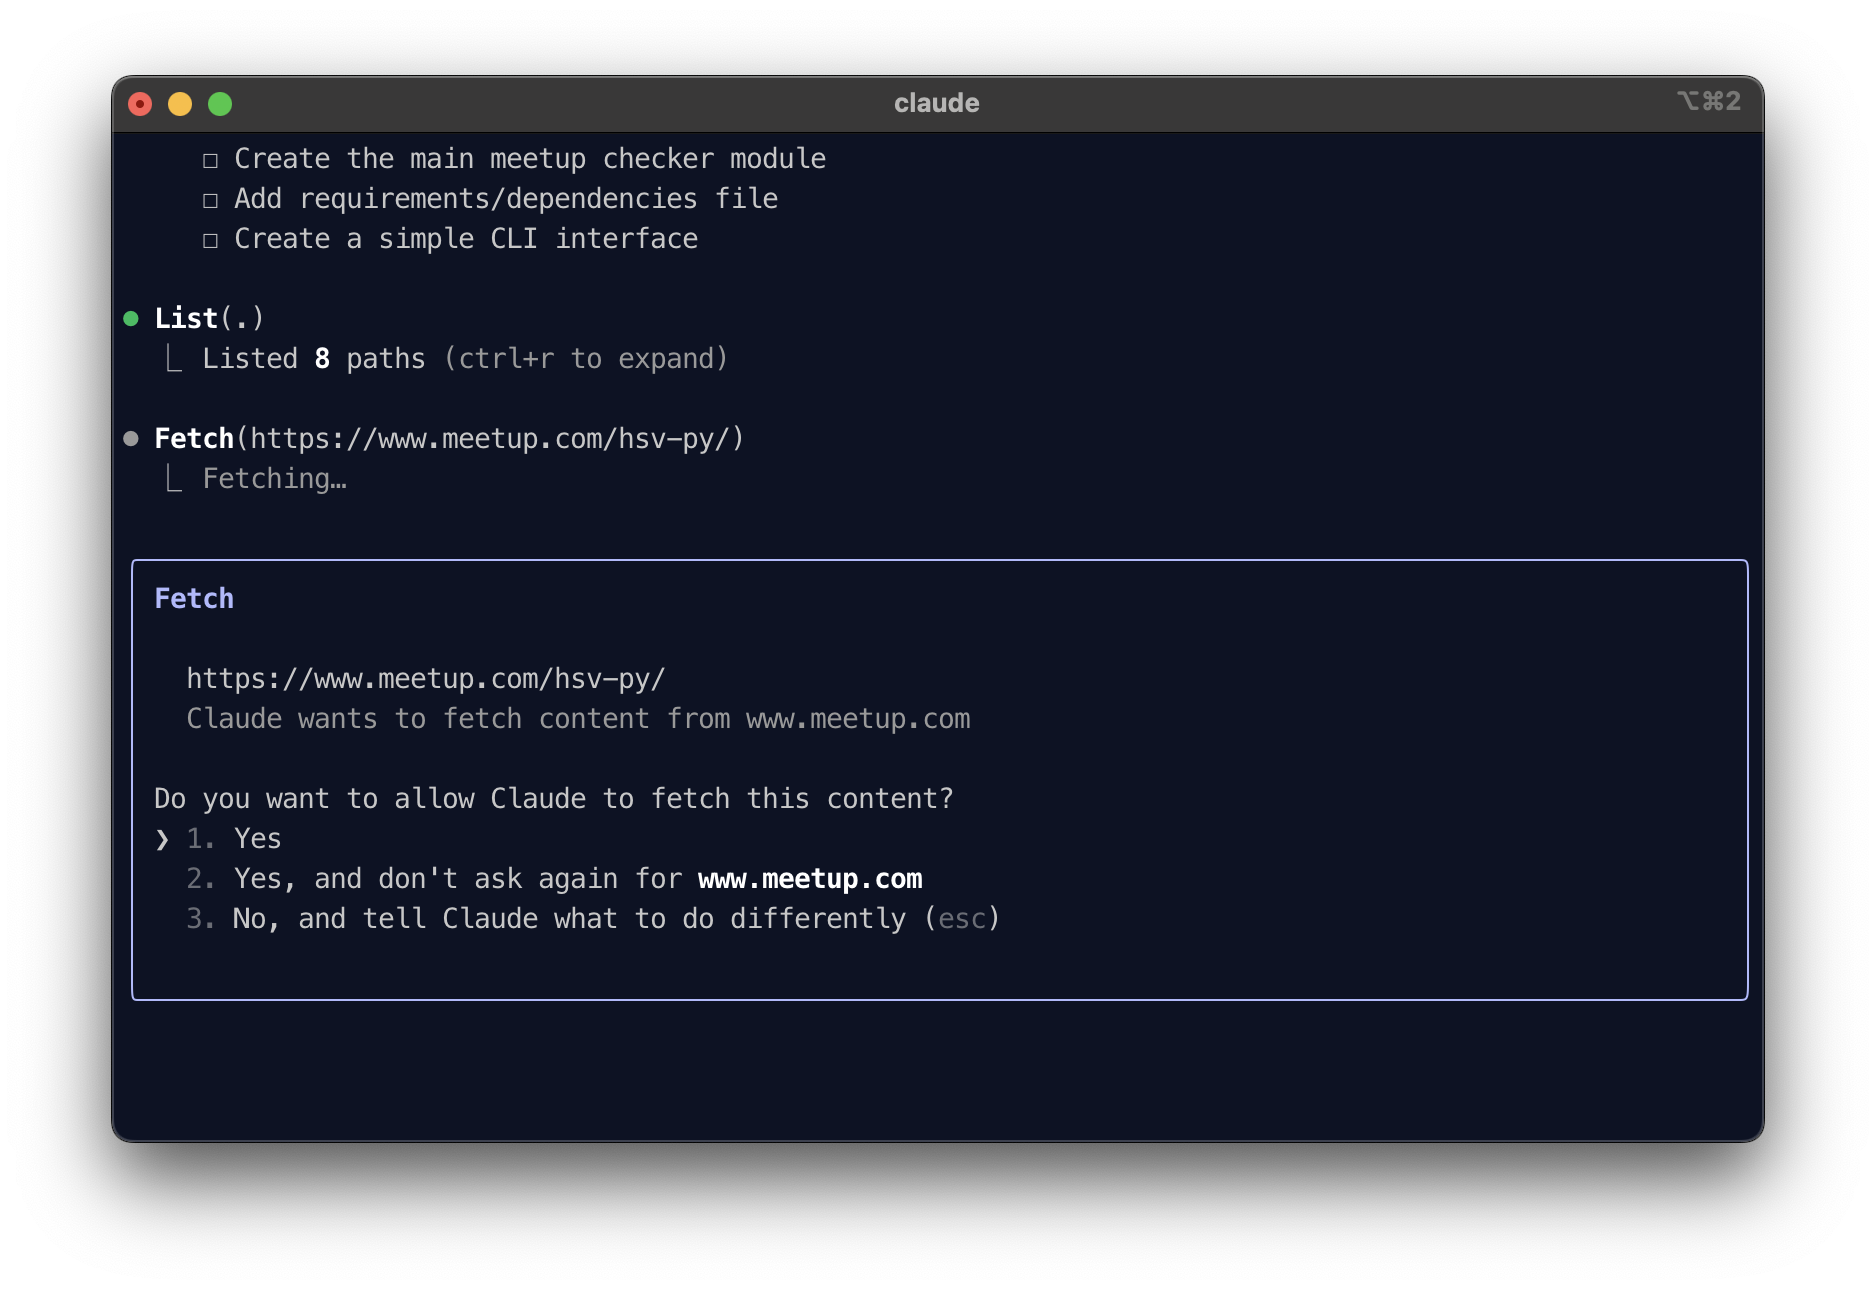 claude
⌥⌘2
☐ Create the main meetup checker module
☐ Add requirements/dependencies file
☐ Create a simple CLI interface
● List(.)
⎿ Listed 8 paths (ctrl+r to expand)
● Fetch(https://www.meetup.com/hsv-py/)
⎿ Fetching…
Fetch
https://www.meetup.com/hsv-py/
Claude wants to fetch content from www.meetup.com
Do you want to allow Claude to fetch this content?
❯ 1. Yes
2. Yes, and don't ask again for www.meetup.com
3. No, and tell Claude what to do differently (esc)